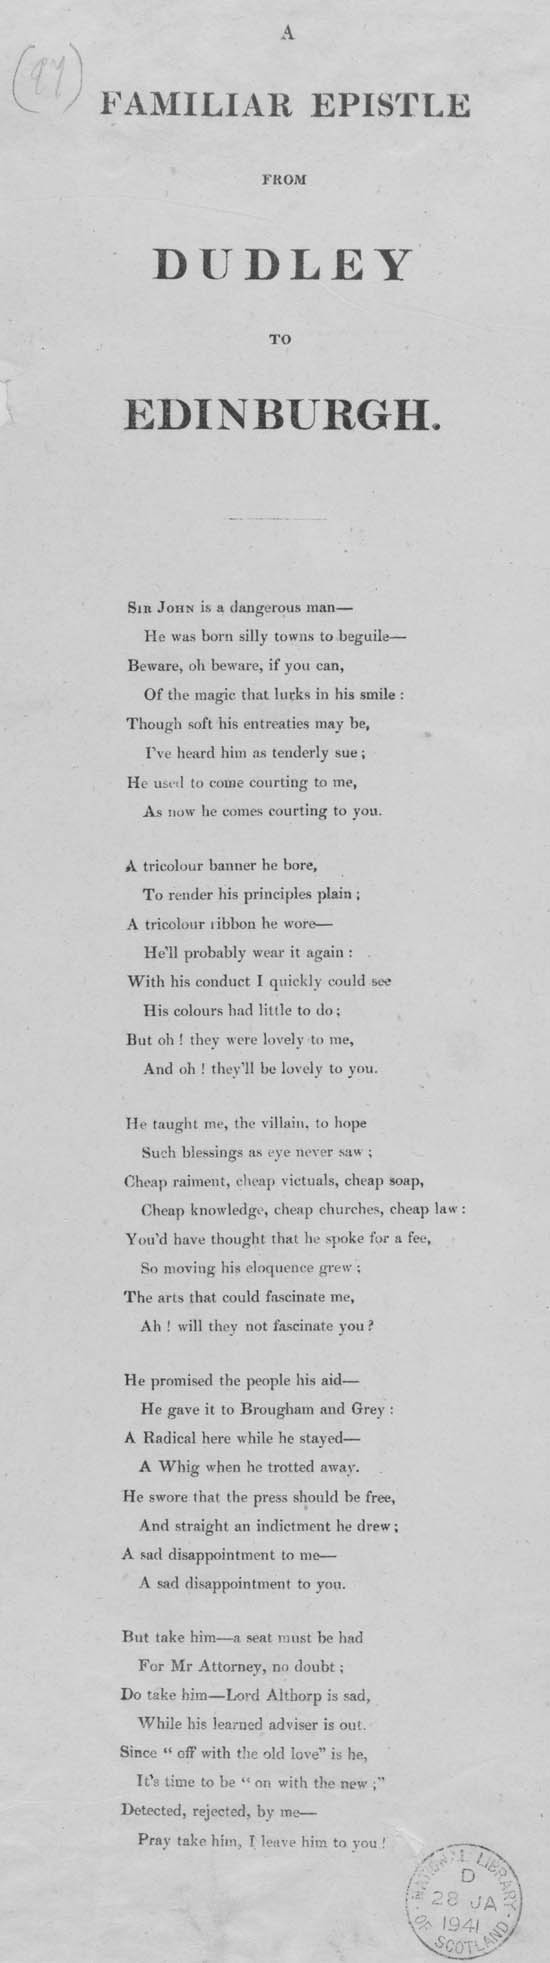 A
(97)
FAMILIAR EPISTLE
FROM
DUDLEY
TO
EDINBURGH.
SIR JOHN is a dangerous man—
He was born silly towns to beguile—
Beware, oh beware, if you can,
Of the magic that lurks in his smile :
Though soft his entreaties may be,
I've heard him as tenderly sue ;
He used to come courting to me,
As now he comes courting to you.
A tricolour banner he bore,
To render his principles plain ;
A tricolour ribbon he wore—
He'll probably wear it again :
With his conduct I quickly could see
His colours had little to do ;
But oh ! they were lovely to me,
And oh ! they'll be lovely to you.
He taught me, the villain, to hope
Such blessings as eye never saw ;
Cheap raiment, cheap victuals, cheap soap,
Cheap knowledge, cheap churches, cheap law :
You'd have thought that he spoke for a fee,
So moving his eloquence grew ;
The arts that could fascinate me,
Ah ! will they not fascinate you ?
He promised the people his aid—
He gave it to Brougham and Grey :
A Radical here while he stayed—
A Whig when he trotted away.
He swore that the press should be free,
And straight an indictment he drew ;
A sad disappointment to me—
A sad disappointment to you.
But take him—a seat must be had
For Mr Attorney, no doubt ;
Do take him—Lord Althorp is sad,
While his learned adviser is out.
Since " off with the old love" is he,
It's time to be " on with the new ;"
Detected, rejected, by me—
Pray take him, I leave him to you !
NATIONAL LIBRARY
D
28 JA
1941
OF SCOTLAND